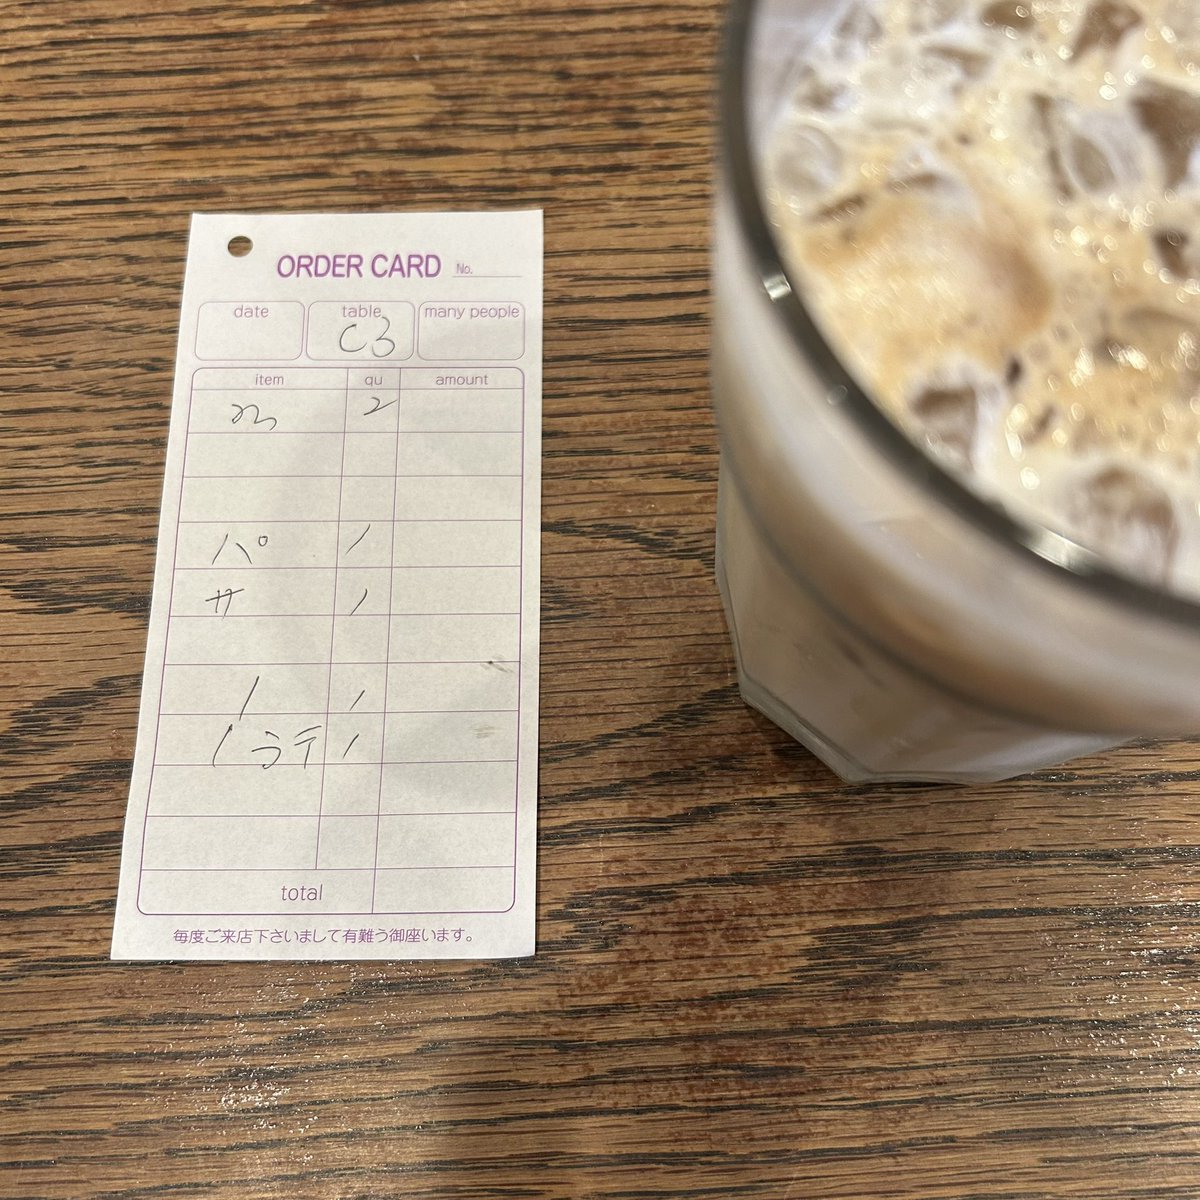 ORDER CARD No.
date table many people
C3
item qu amount
2
パ 1
サ 1
/ 1
/ラテ 1
total
毎度ご来店下さいまして有難う御座います。